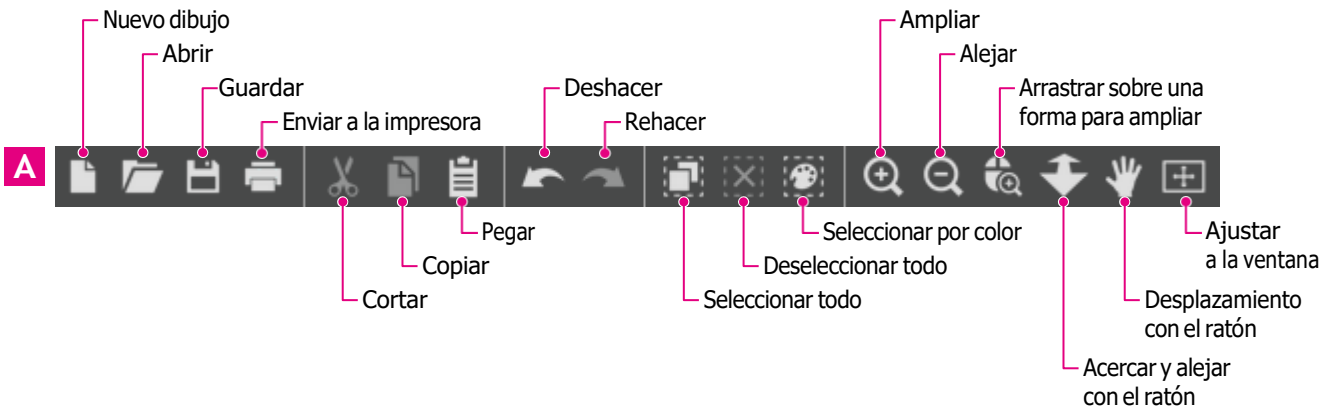 Nuevo dibujo
Abrir
Guardar
Enviar a la impresora
Deshacer
Rehacer
Ampliar
Alejar
Arrastrar sobre una
forma para ampliar
A
Pegar
Copiar
Cortar
Seleccionar por color
Deseleccionar todo
Seleccionar todo
Ajustar
a la ventana
Desplazamiento
con el ratón
Acercar y alejar
con el ratón